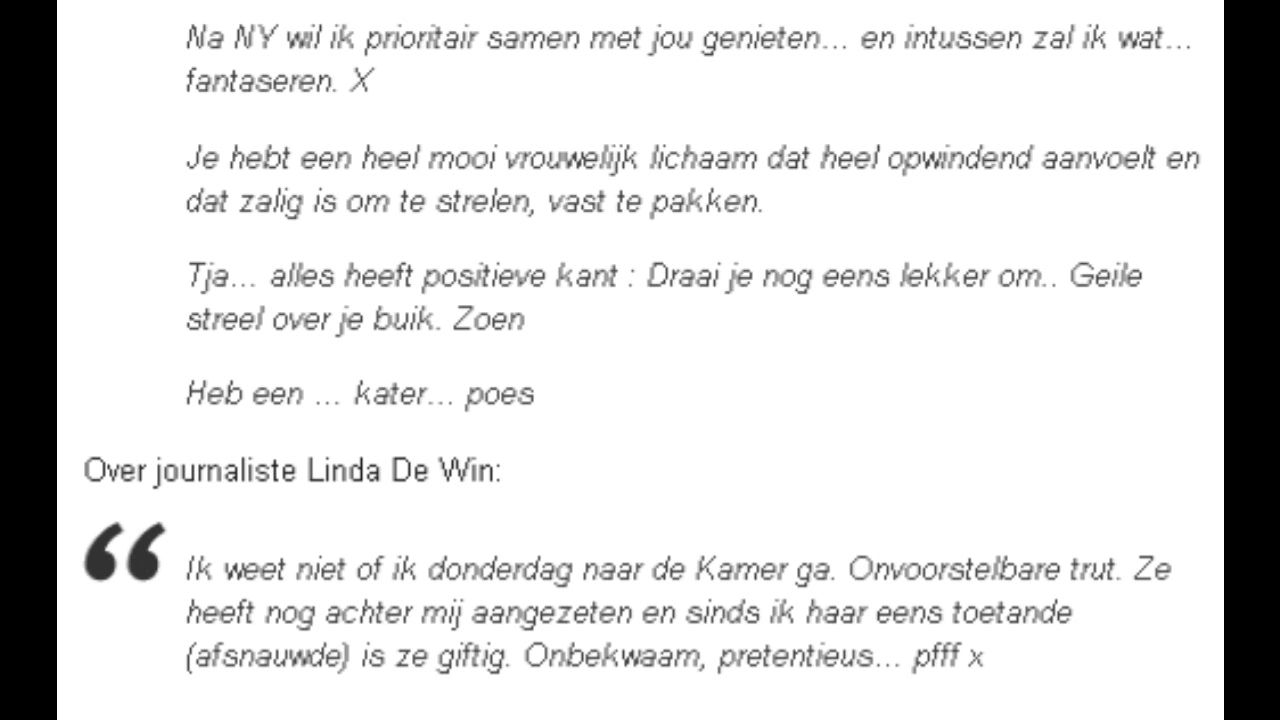 Na NY wil ik prioritair samen met jou genieten... en intussen zal ik wat...
fantaseren. X
Je hebt een heel mooi vrouwelijk lichaam dat heel opwindend aanvoelt en
dat zalig is om te strelen, vast te pakken.
Tja... alles heeft positieve kant : Draai je nog eens lekker om.. Geile
streel over je buik. Zoen
Heb een ... kater... poes
Over journaliste Linda De Win:
“ Ik weet niet of ik donderdag naar de Kamer ga. Onvoorstelbare trut. Ze
heeft nog achter mij aangezeten en sinds ik haar eens toetande
(afsnauwde) is ze giftig. Onbekwaam, pretentieus... pfff x